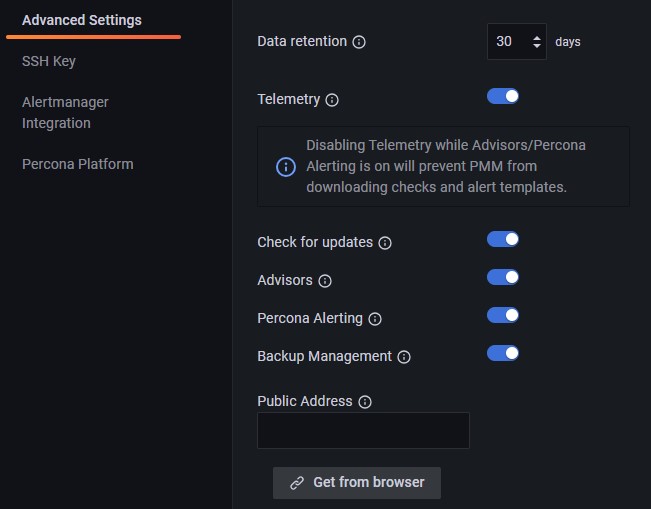 Advanced Settings
SSH Key
Alertmanager
Integration
Percona Platform
Data retention
30 days
Telemetry
Disabling Telemetry while Advisors/Percona
Alerting is on will prevent PMM from
downloading checks and alert templates.
Check for updates
Advisors
Percona Alerting
Backup Management
Public Address
Get from browser